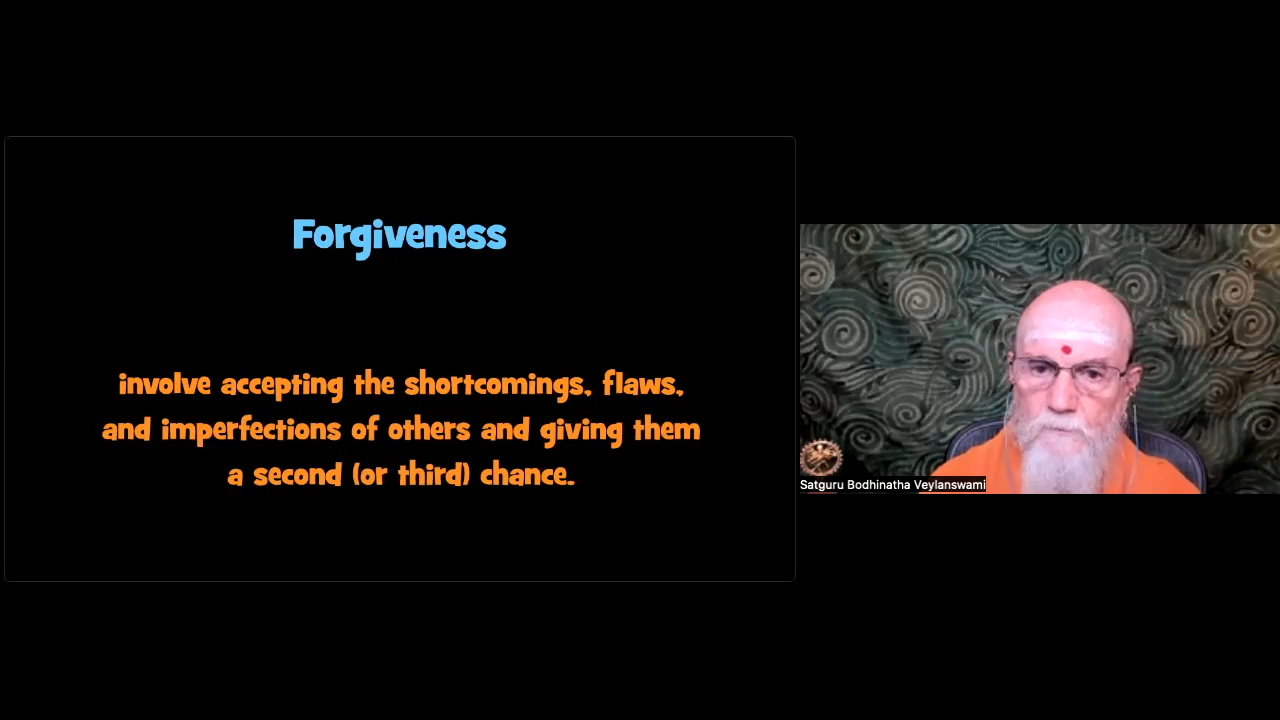 Forgiveness
involve accepting the shortcomings, flaws,
and imperfections of others and giving them
a second (or third) chance.
Satguru Bodhinatha Veylanswami